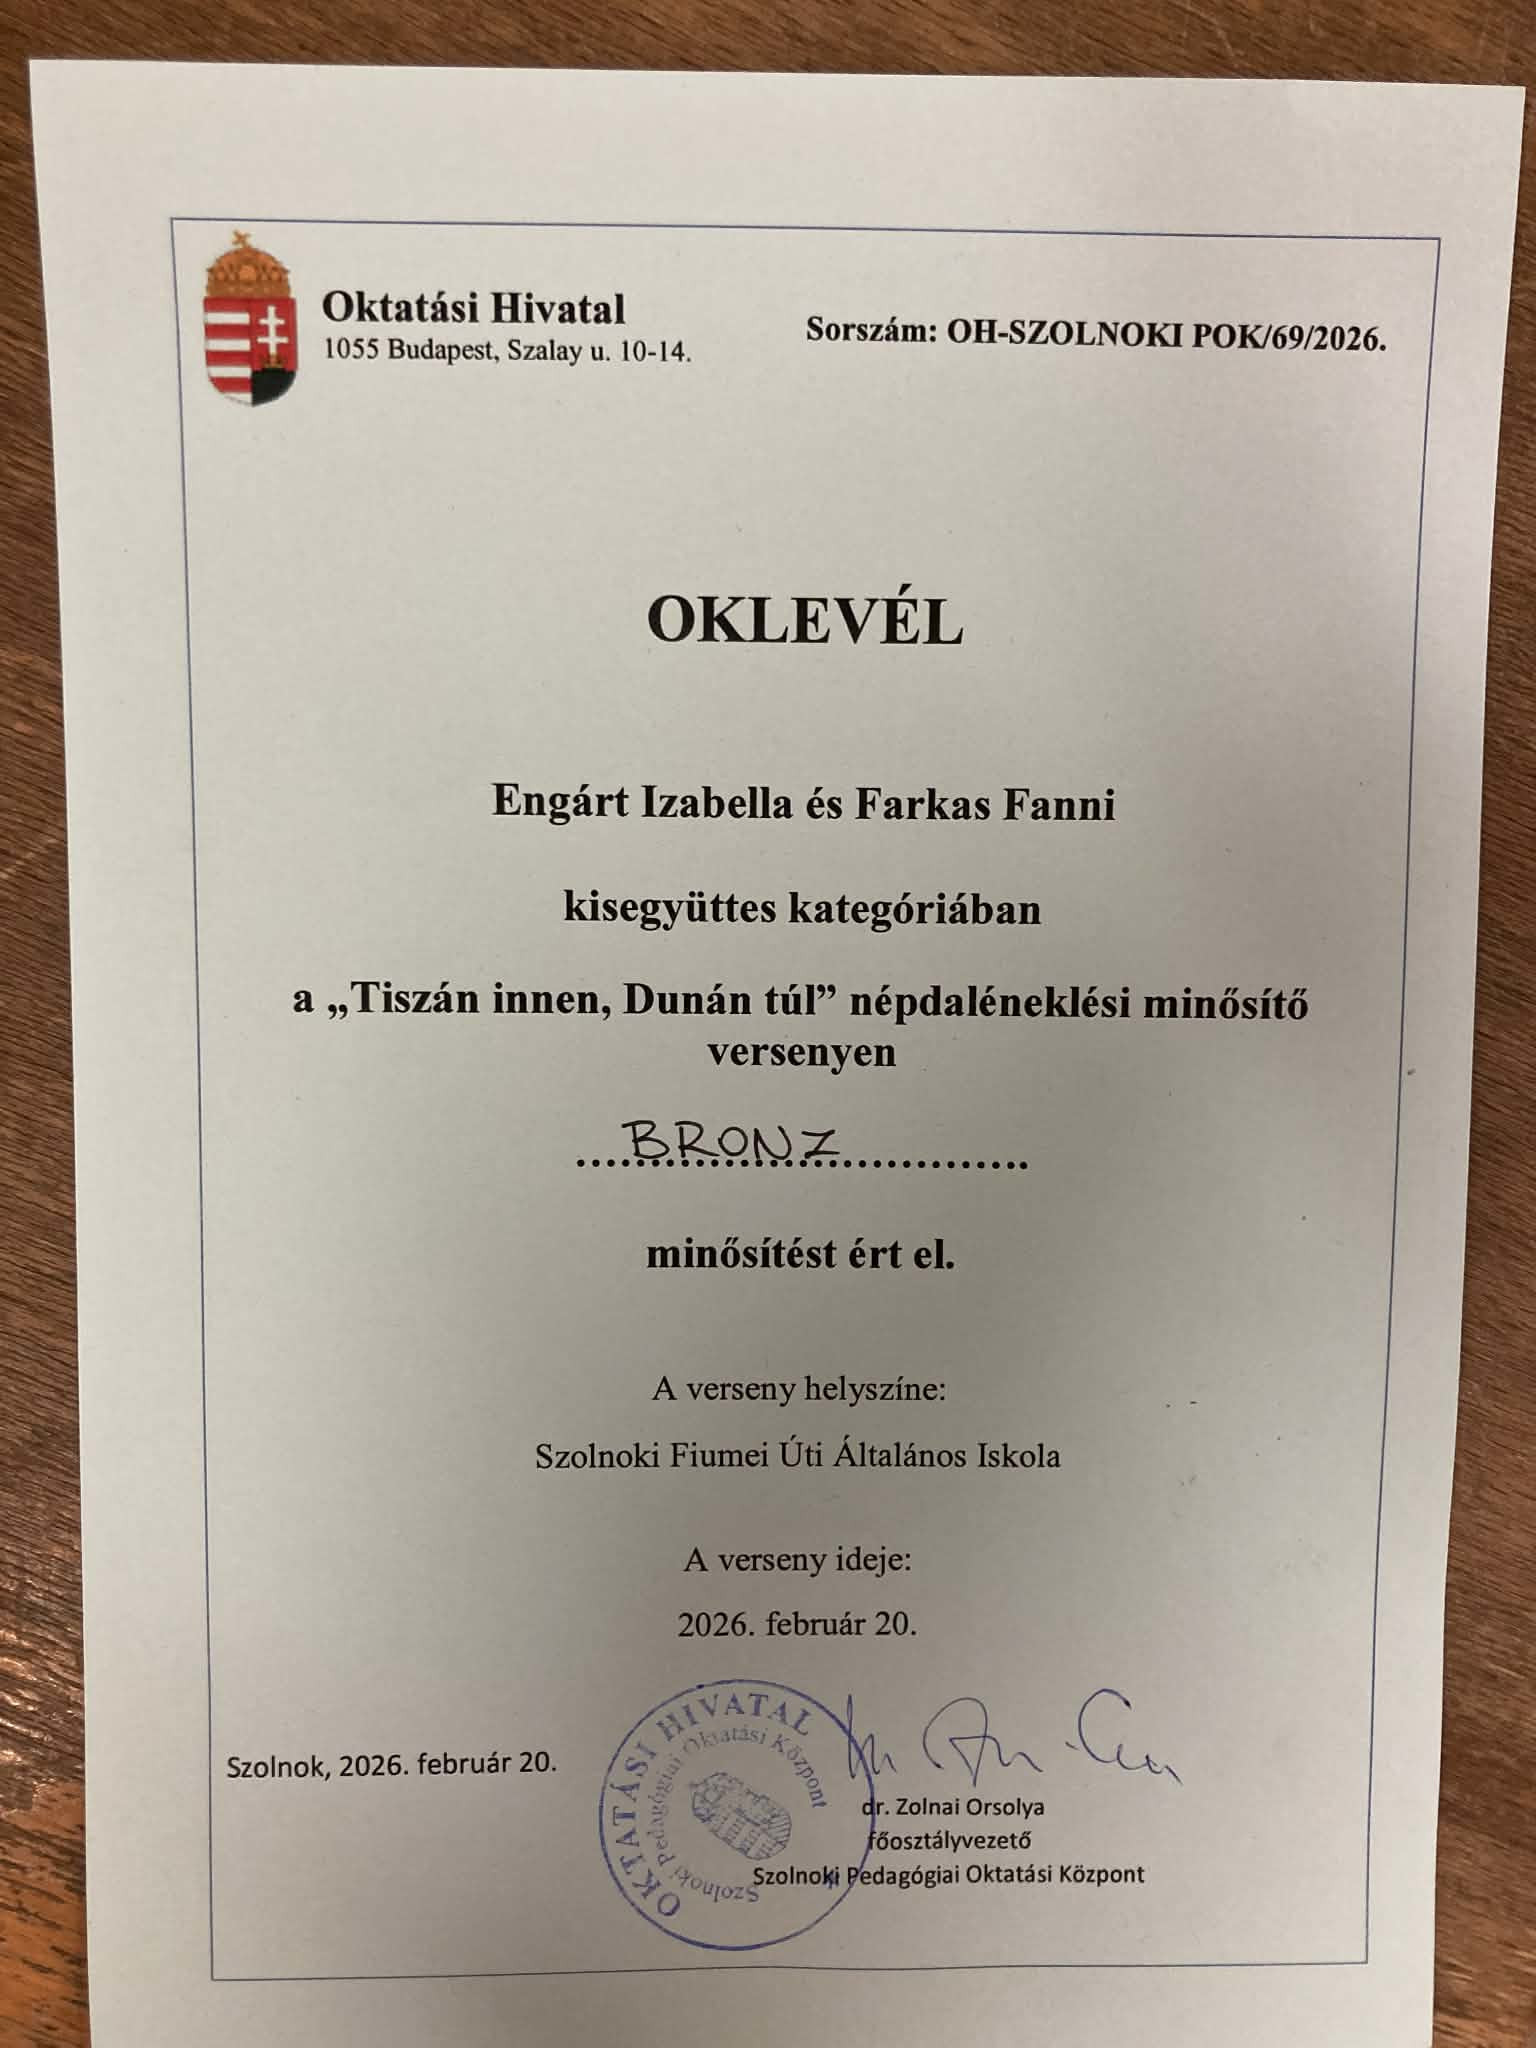 Oktatási Hivatal
1055 Budapest, Szalay u. 10-14.
Sorszám: OH-SZOLNOKI POK/69/2026.
OKLEVÉL
Engárt Izabella és Farkas Fanni
kisegyüttes kategóriában
a „Tiszán innen, Dunán túl” népdaléneklési minősítő
versenyen
....BRONZ....................
minősítést ért el.
A verseny helyszíne:
Szolnoki Fiumei Úti Általános Iskola
A verseny ideje:
2026. február 20.
Szolnok, 2026. február 20.
OKTATÁSI HIVATAL
Szolnoki Pedagógiai Oktatási Központ
dr. Zolnai Orsolya
főosztályvezető
Szolnoki Pedagógiai Oktatási Központ